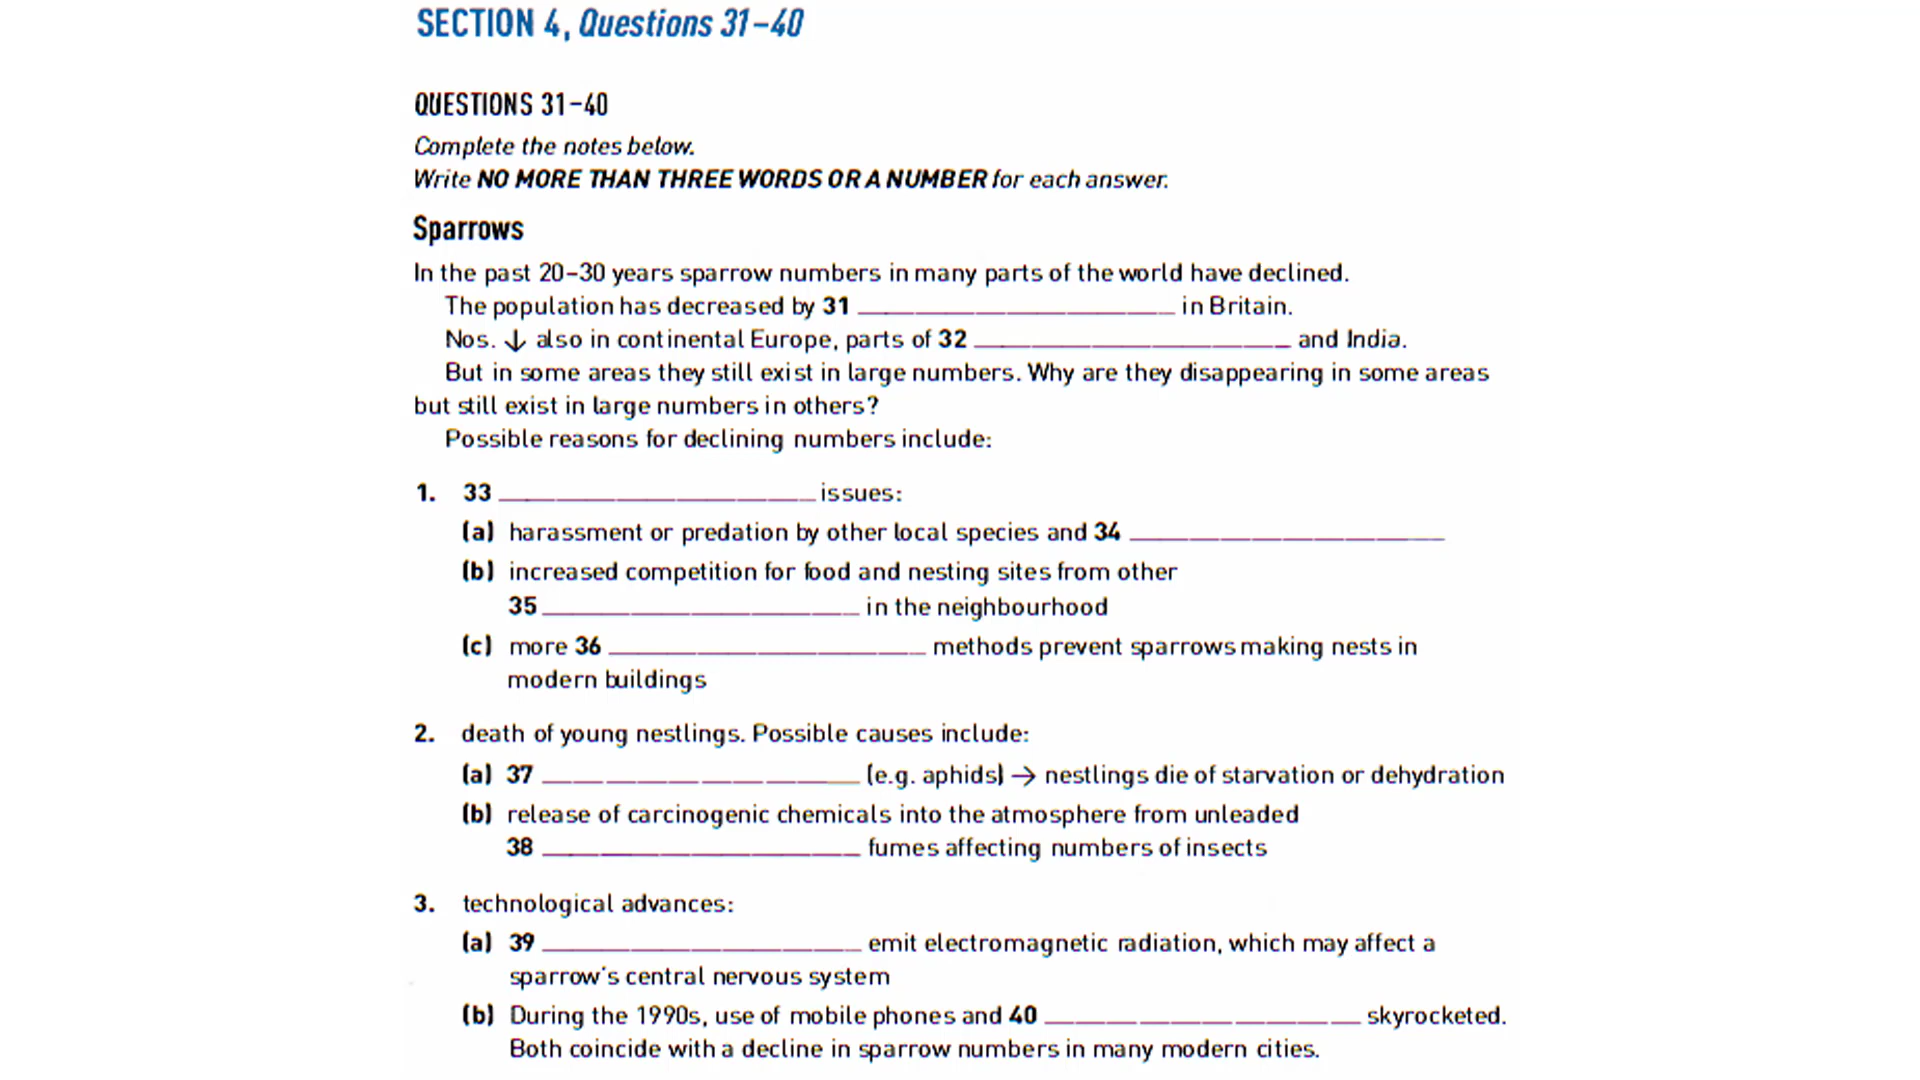 SECTION 4, Questions 31–40
QUESTIONS 31–40
Complete the notes below.
Write NO MORE THAN THREE WORDS OR A NUMBER for each answer.
Sparrows
In the past 20–30 years sparrow numbers in many parts of the world have declined.
The population has decreased by 31 ____________ in Britain.
Nos. ↓ also in continental Europe, parts of 32 ____________ and India.
But in some areas they still exist in large numbers. Why are they disappearing in some areas
but still exist in large numbers in others?
Possible reasons for declining numbers include:
1. 33 ____________ issues:
(a) harassment or predation by other local species and 34 ____________
(b) increased competition for food and nesting sites from other
35 ____________ in the neighbourhood
(c) more 36 ____________ methods prevent sparrows making nests in
modern buildings
2. death of young nestlings. Possible causes include:
(a) 37 ____________ (e.g. aphids) → nestlings die of starvation or dehydration
(b) release of carcinogenic chemicals into the atmosphere from unleaded
38 ____________ fumes affecting numbers of insects
3. technological advances:
(a) 39 ____________ emit electromagnetic radiation, which may affect a
sparrow's central nervous system
(b) During the 1990s, use of mobile phones and 40 ____________ skyrocketed.
Both coincide with a decline in sparrow numbers in many modern cities.